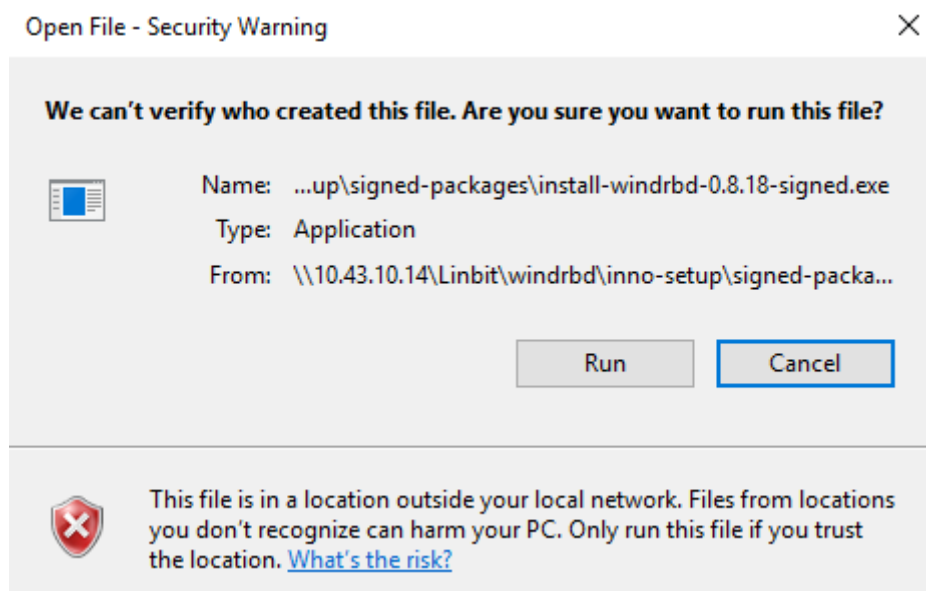 Open File - Security Warning
We can't verify who created this file. Are you sure you want to run this file?
Name: ...up\signed-packages\install-windrbd-0.8.18-signed.exe
Type: Application
From: \\10.43.10.14\Linbit\windrbd\inno-setup\signed-packa...
Run Cancel
This file is in a location outside your local network. Files from locations
you don't recognize can harm your PC. Only run this file if you trust
the location. What's the risk?